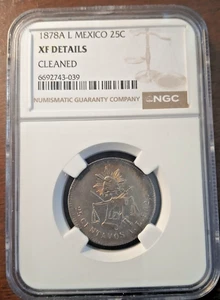 1878A L MEXICO 25C
XF DETAILS
CLEANED
6692743-039
NUMISMATIC GUARANTY COMPANY
NGC